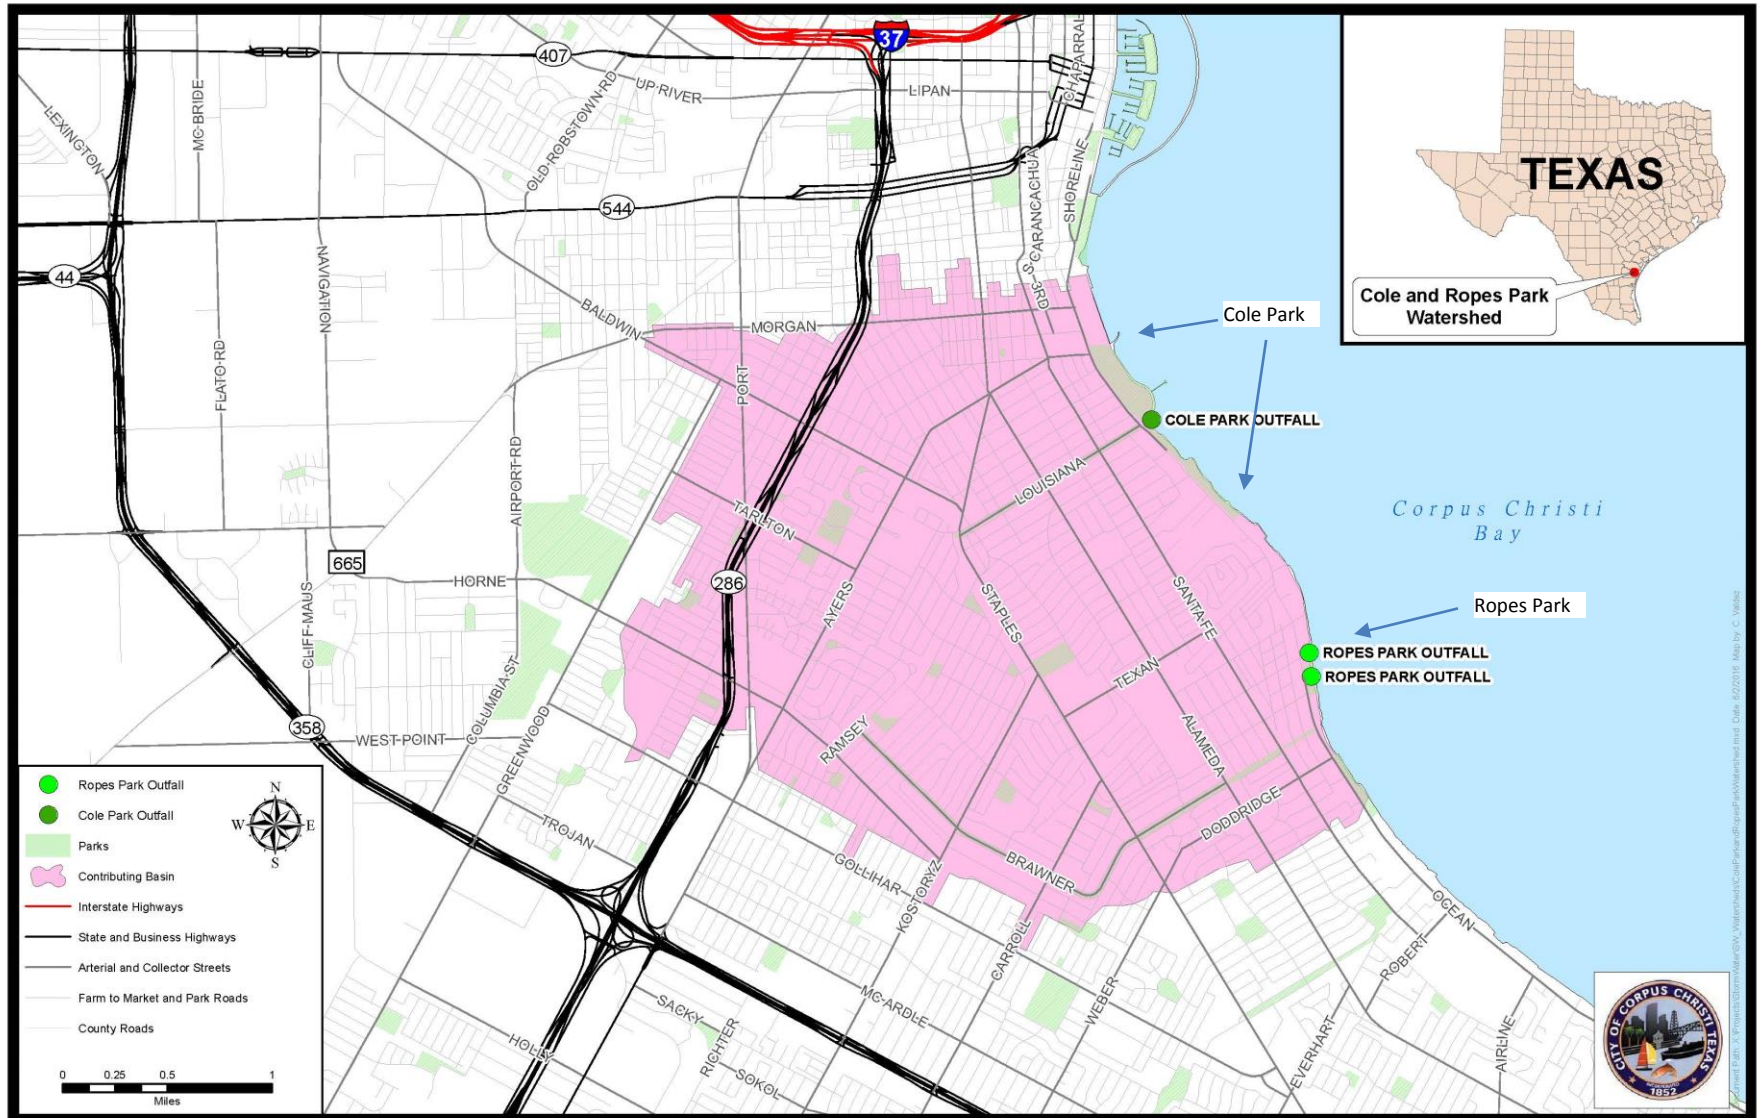 37
407
CHAPARRAL
UP RIVER
LIPAN
MC BRIDE
LEXINGTON
OLD ROBSTOWN RD
TEXAS
544
S CARANCACHUA
SHORELINE
44
NAVIGATION
S 3RD
Cole and Ropes Park
Watershed
BALDWIN
MORGAN
Cole Park
FLATO RD
PORT
COLE PARK OUTFALL
AIRPORT RD
LOUISIANA
TARLTON
Corpus Christi
Bay
665
HORNE
286
CLIFF MAUS
AYERS
STAPLES
SANTA FE
Ropes Park
ROPES PARK OUTFALL
ROPES PARK OUTFALL
TEXAN
COLUMBIA ST
GREENWOOD
358
WEST POINT
RAMSEY
ALAMEDA
Ropes Park Outfall
Cole Park Outfall
Parks
Contributing Basin
Interstate Highways
State and Business Highways
Arterial and Collector Streets
Farm to Market and Park Roads
County Roads
N
W E
S
0 0.25 0.5 1
Miles
TROJAN
DODDRIDGE
GOLLIHAR
BRAWNER
KOSTORYZ
OCEAN
CARROLL
ROBERT
MC ARDLE
WEBER
SACKY
RICHTER
HOLLY
SOKOL
EVERHART
AIRLINE
CITY OF CORPUS CHRISTI TEXAS
INCORPORATED
1852